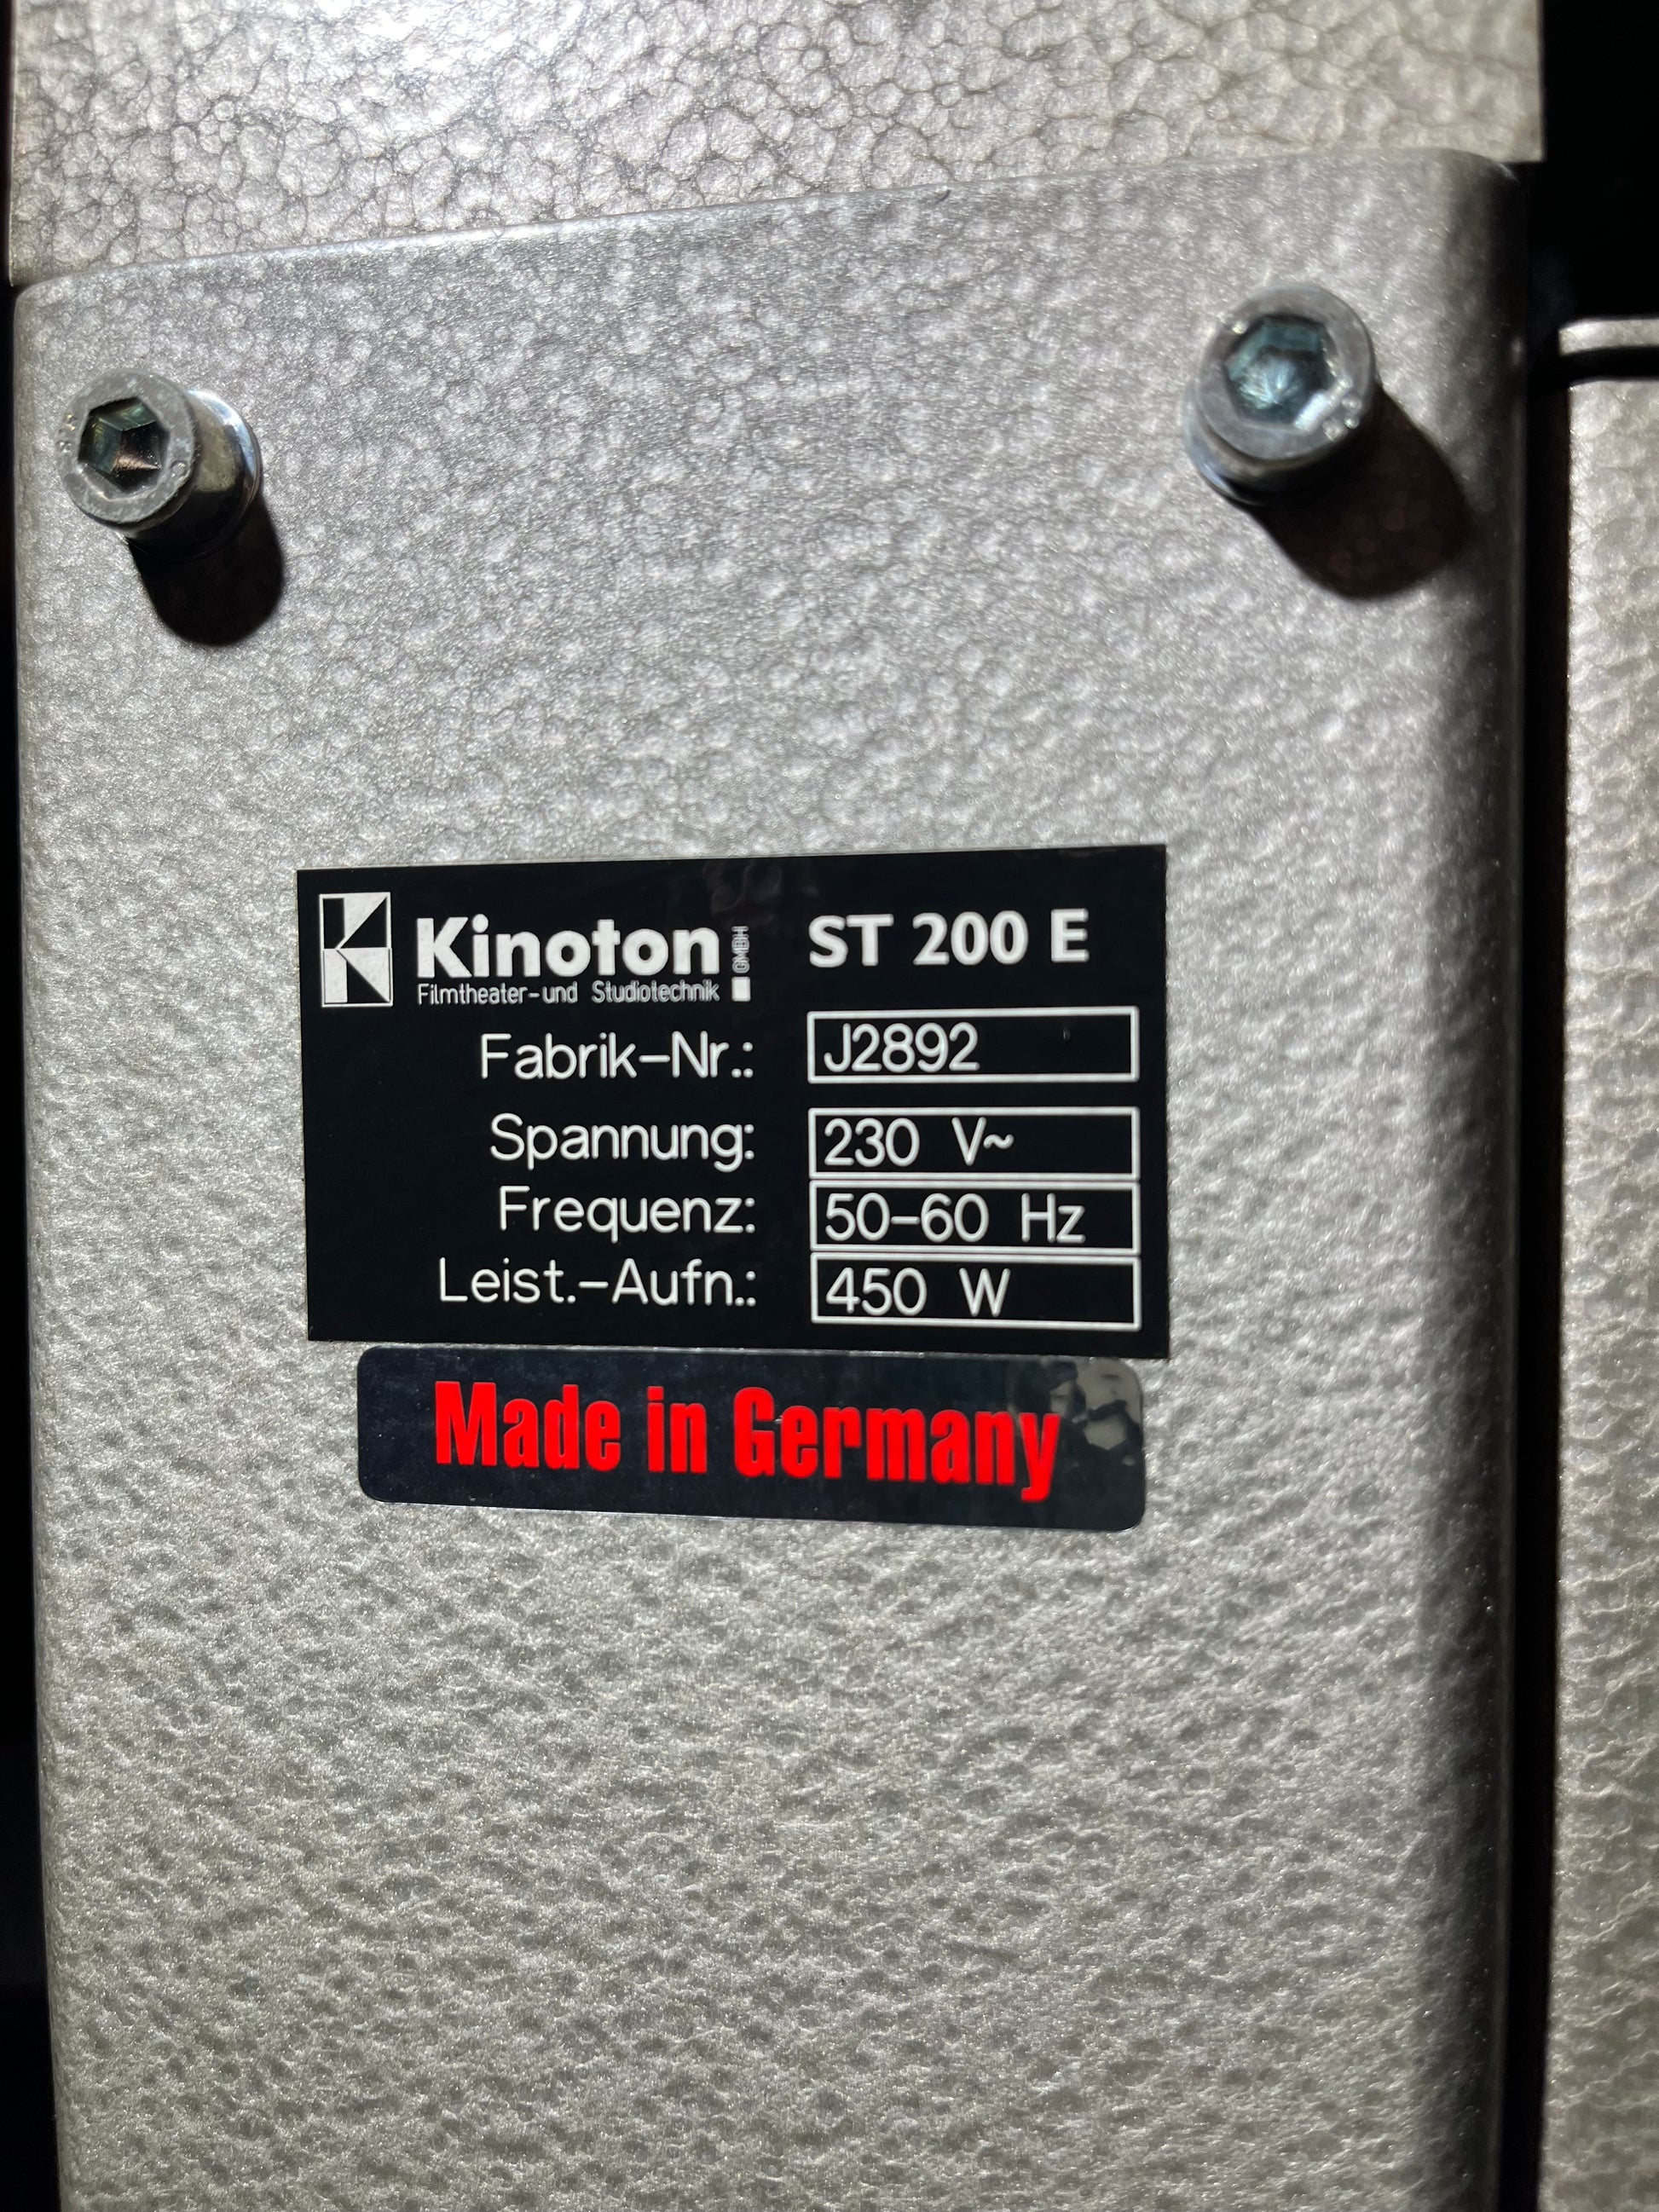 Kinoton GMBH ST 200 E
Filmtheater-und Studiotechnik
Fabrik-Nr.: J2892
Spannung: 230 V~
Frequenz: 50-60 Hz
Leist.-Aufn.: 450 W
Made in Germany